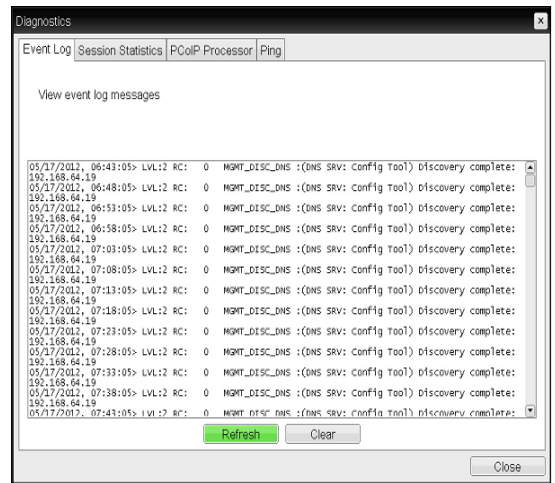 Diagnostics
x
Event Log
Session Statistics
PCoIP Processor
Ping
View event log messages
05/17/2012, 06:43:05> LVL:2 RC: 0 MGMT_DISC_DNS :(DNS SRV: Config Tool) Discovery complete:
192.168.64.19
05/17/2012, 06:48:05> LVL:2 RC: 0 MGMT_DISC_DNS :(DNS SRV: Config Tool) Discovery complete:
192.168.64.19
05/17/2012, 06:53:05> LVL:2 RC: 0 MGMT_DISC_DNS :(DNS SRV: Config Tool) Discovery complete:
192.168.64.19
05/17/2012, 06:58:05> LVL:2 RC: 0 MGMT_DISC_DNS :(DNS SRV: Config Tool) Discovery complete:
192.168.64.19
05/17/2012, 07:03:05> LVL:2 RC: 0 MGMT_DISC_DNS :(DNS SRV: Config Tool) Discovery complete:
192.168.64.19
05/17/2012, 07:08:05> LVL:2 RC: 0 MGMT_DISC_DNS :(DNS SRV: Config Tool) Discovery complete:
192.168.64.19
05/17/2012, 07:13:05> LVL:2 RC: 0 MGMT_DISC_DNS :(DNS SRV: Config Tool) Discovery complete:
192.168.64.19
05/17/2012, 07:18:05> LVL:2 RC: 0 MGMT_DISC_DNS :(DNS SRV: Config Tool) Discovery complete:
192.168.64.19
05/17/2012, 07:23:05> LVL:2 RC: 0 MGMT_DISC_DNS :(DNS SRV: Config Tool) Discovery complete:
192.168.64.19
05/17/2012, 07:28:05> LVL:2 RC: 0 MGMT_DISC_DNS :(DNS SRV: Config Tool) Discovery complete:
192.168.64.19
05/17/2012, 07:33:05> LVL:2 RC: 0 MGMT_DISC_DNS :(DNS SRV: Config Tool) Discovery complete:
192.168.64.19
05/17/2012, 07:38:05> LVL:2 RC: 0 MGMT_DISC_DNS :(DNS SRV: Config Tool) Discovery complete:
192.168.64.19
05/17/2012, 07:43:05> LVL:2 RC: 0 MGMT_DISC_DNS :(DNS SRV: Config Tool) Discovery complete:
Refresh
Clear
Close